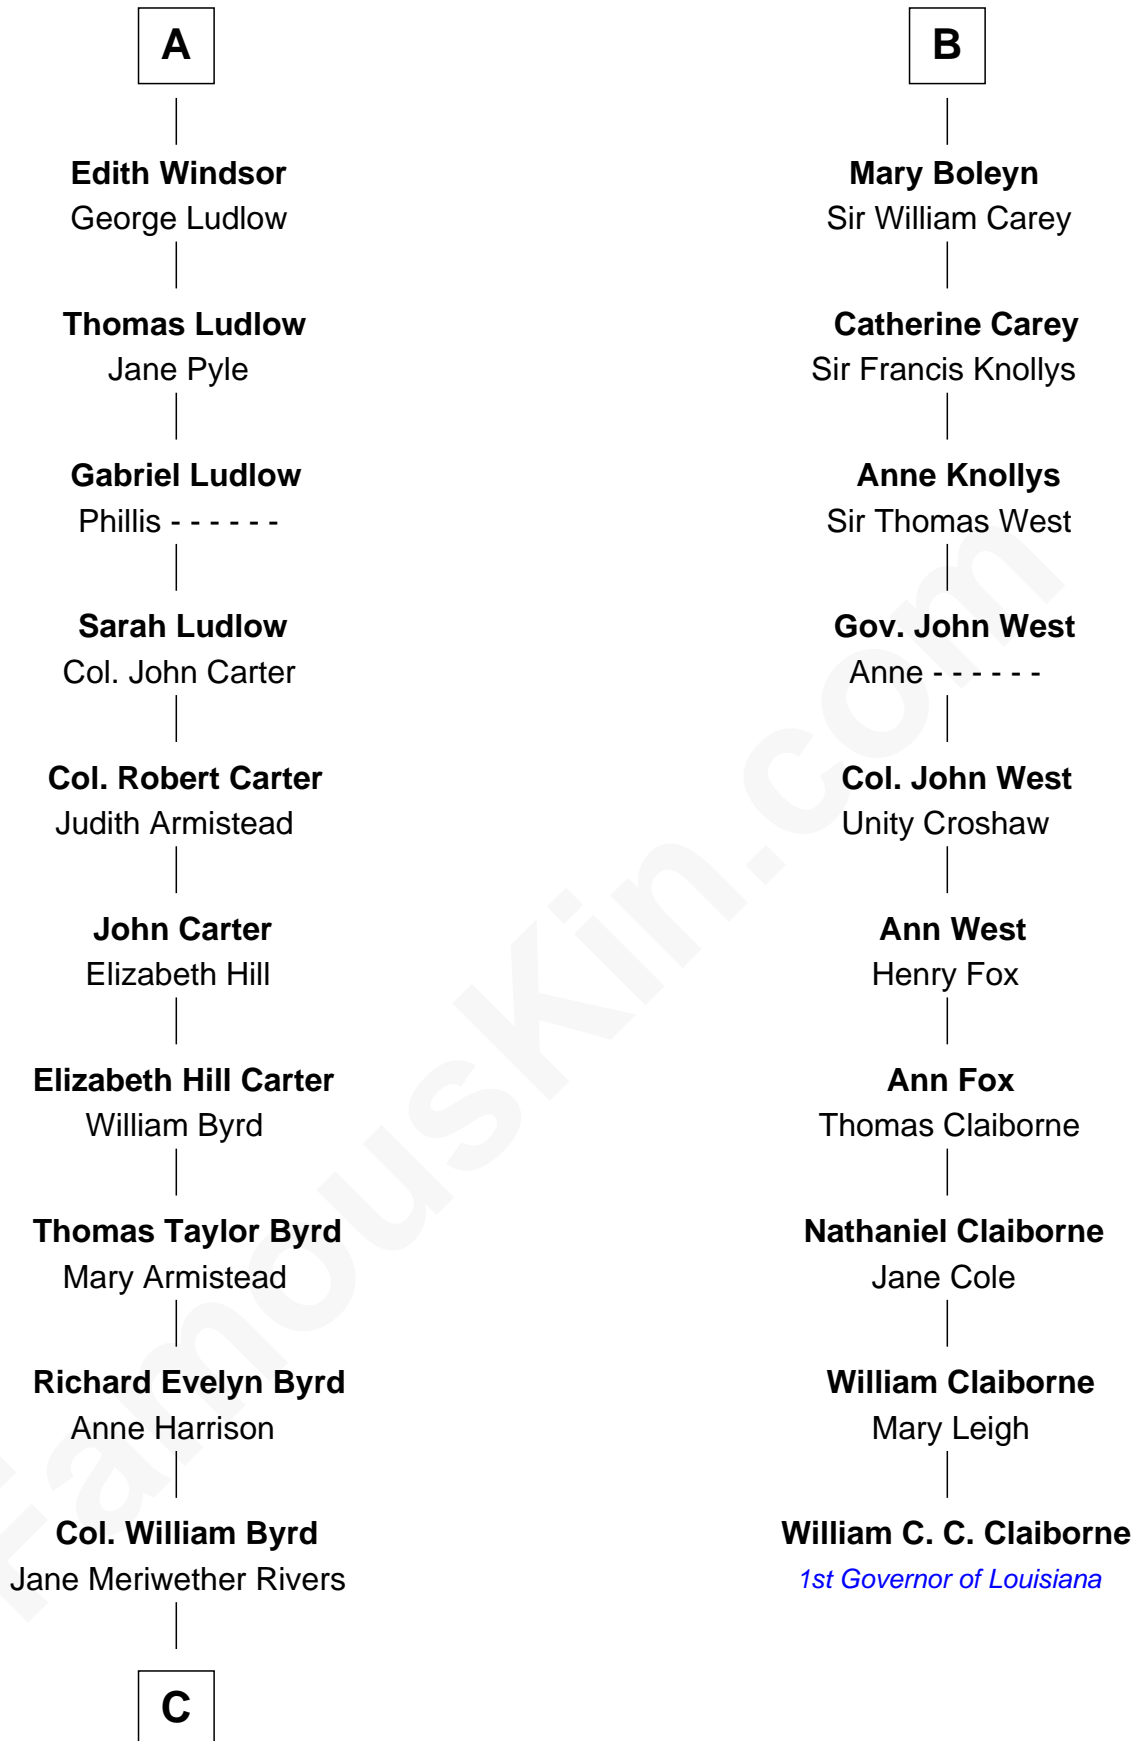 A
Edith Windsor
George Ludlow
Thomas Ludlow
Jane Pyle
Gabriel Ludlow
Phillis - - - - - -
Sarah Ludlow
Col. John Carter
Col. Robert Carter
Judith Armistead
John Carter
Elizabeth Hill
Elizabeth Hill Carter
William Byrd
Thomas Taylor Byrd
Mary Armistead
Richard Evelyn Byrd
Anne Harrison
Col. William Byrd
Jane Meriwether Rivers
C
B
Mary Boleyn
Sir William Carey
Catherine Carey
Sir Francis Knollys
Anne Knollys
Sir Thomas West
Gov. John West
Anne - - - - - -
Col. John West
Unity Croshaw
Ann West
Henry Fox
Ann Fox
Thomas Claiborne
Nathaniel Claiborne
Jane Cole
William Claiborne
Mary Leigh
William C. C. Claiborne
1st Governor of Louisiana
FamousKin.com